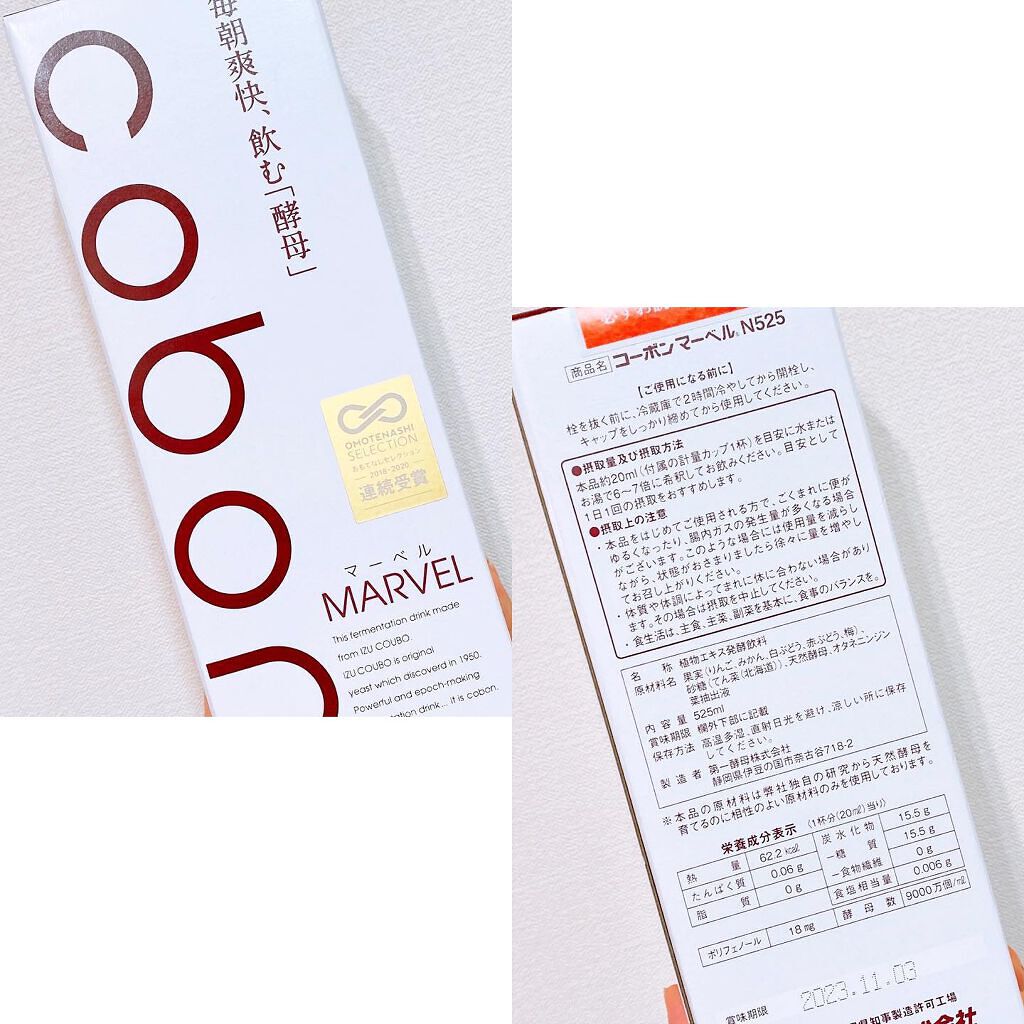 cobon
毎朝爽快、飲む「酵母」
OMOTENASHI
SELECTION
おもてなしセレクション
2018・2020
連続受賞
マーベル
MARVEL
This fermentation drink made
from IZU COUBO.
IZU COUBO is original
yeast which discoverd in 1950.
Powerful and epoch-making
tation drink... it is cobon.
商品名 コーボンマーベル® N525
【ご使用になる前に】
栓を抜く前に、冷蔵庫で2時間冷やしてから開栓し、
キャップをしっかり締めてから使用してください。
●摂取量及び摂取方法
本品約20ml(付属の計量カップ1杯)を目安に水または
お湯で6〜7倍に希釈してお飲みください。目安として
1日1回の摂取をおすすめします。
●摂取上の注意
・本品をはじめてご使用される方で、ごくまれに便が
ゆるくなったり、腸内ガスの発生量が多くなる場合
がございます。このような場合には使用量を減らし
ながら、状態がおさまりましたら徐々に量を増やし
てお召し上がりください。
・体質や体調によってまれに体に合わない場合があり
ます。その場合は摂取を中止してください。
・食生活は、主食、主菜、副菜を基本に、食事のバランスを。
名 称 植物エキス発酵飲料
原材料名 果実(りんご、みかん、白ぶどう、赤ぶどう、梅)、
砂糖(てん菜(北海道))、天然酵母、オタネニンジン
葉抽出液
内容量 525ml
賞味期限 欄外下部に記載
保存方法 高温多湿、直射日光を避け、涼しい所に保存
してください。
製造者 第一酵母株式会社
静岡県伊豆の国市奈古谷718-2
※本品の原材料は弊社独自の研究から天然酵母を
育てるのに相性のよい原材料のみを使用しております。
栄養成分表示 (1杯分(20ml)当り)
熱量 62.2 kcal 炭水化物 15.5 g
たんぱく質 0.06 g −糖質 15.5 g
脂質 0 g −食物繊維 0 g
食塩相当量 0.006 g
ポリフェノール 18 mg 酵母数 9000万個/ml
賞味期限 2023.11.03
県知事製造許可工場